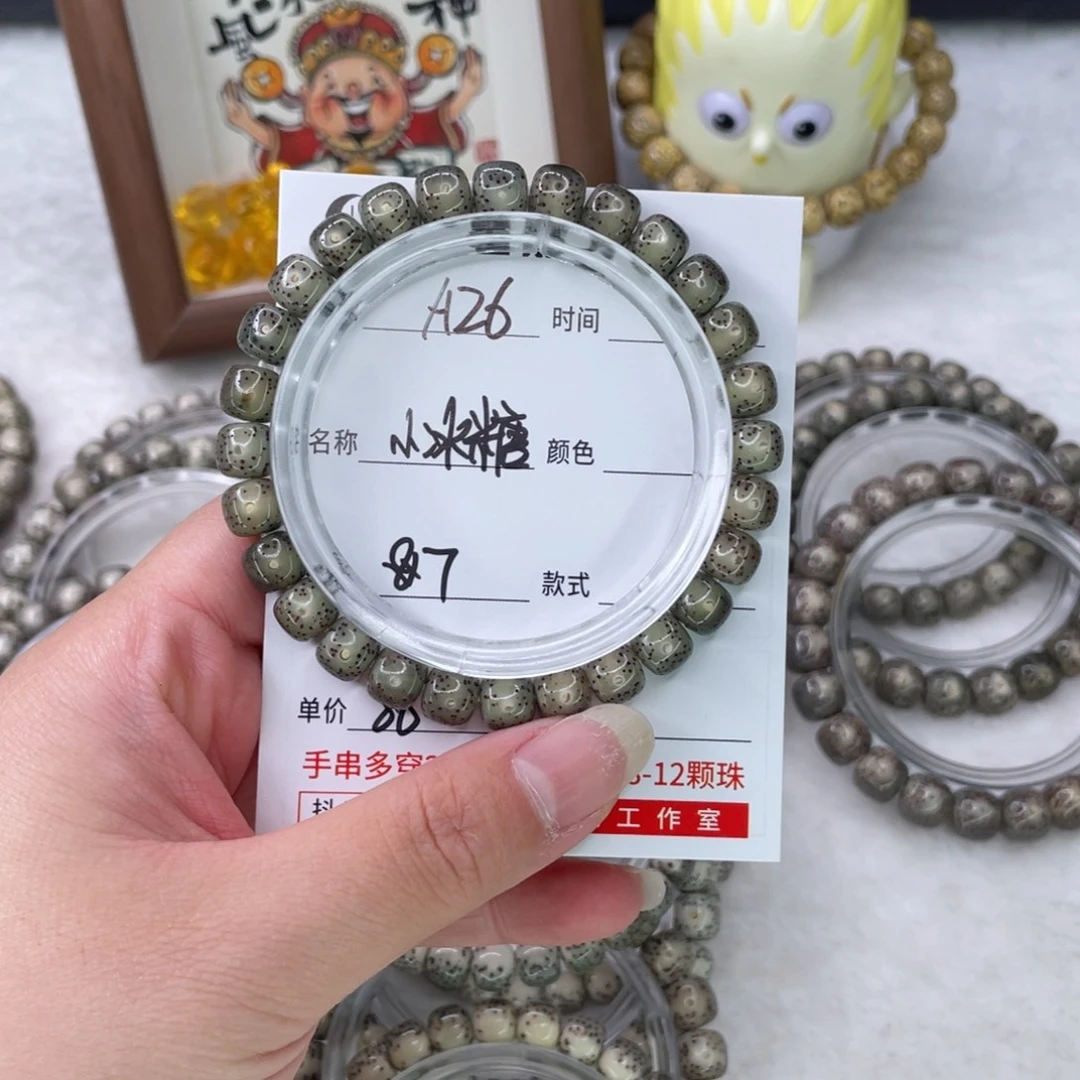 A26 时间
名称 小冰糖 颜色
87 款式
单价
手串多穿 -12颗珠
工作室